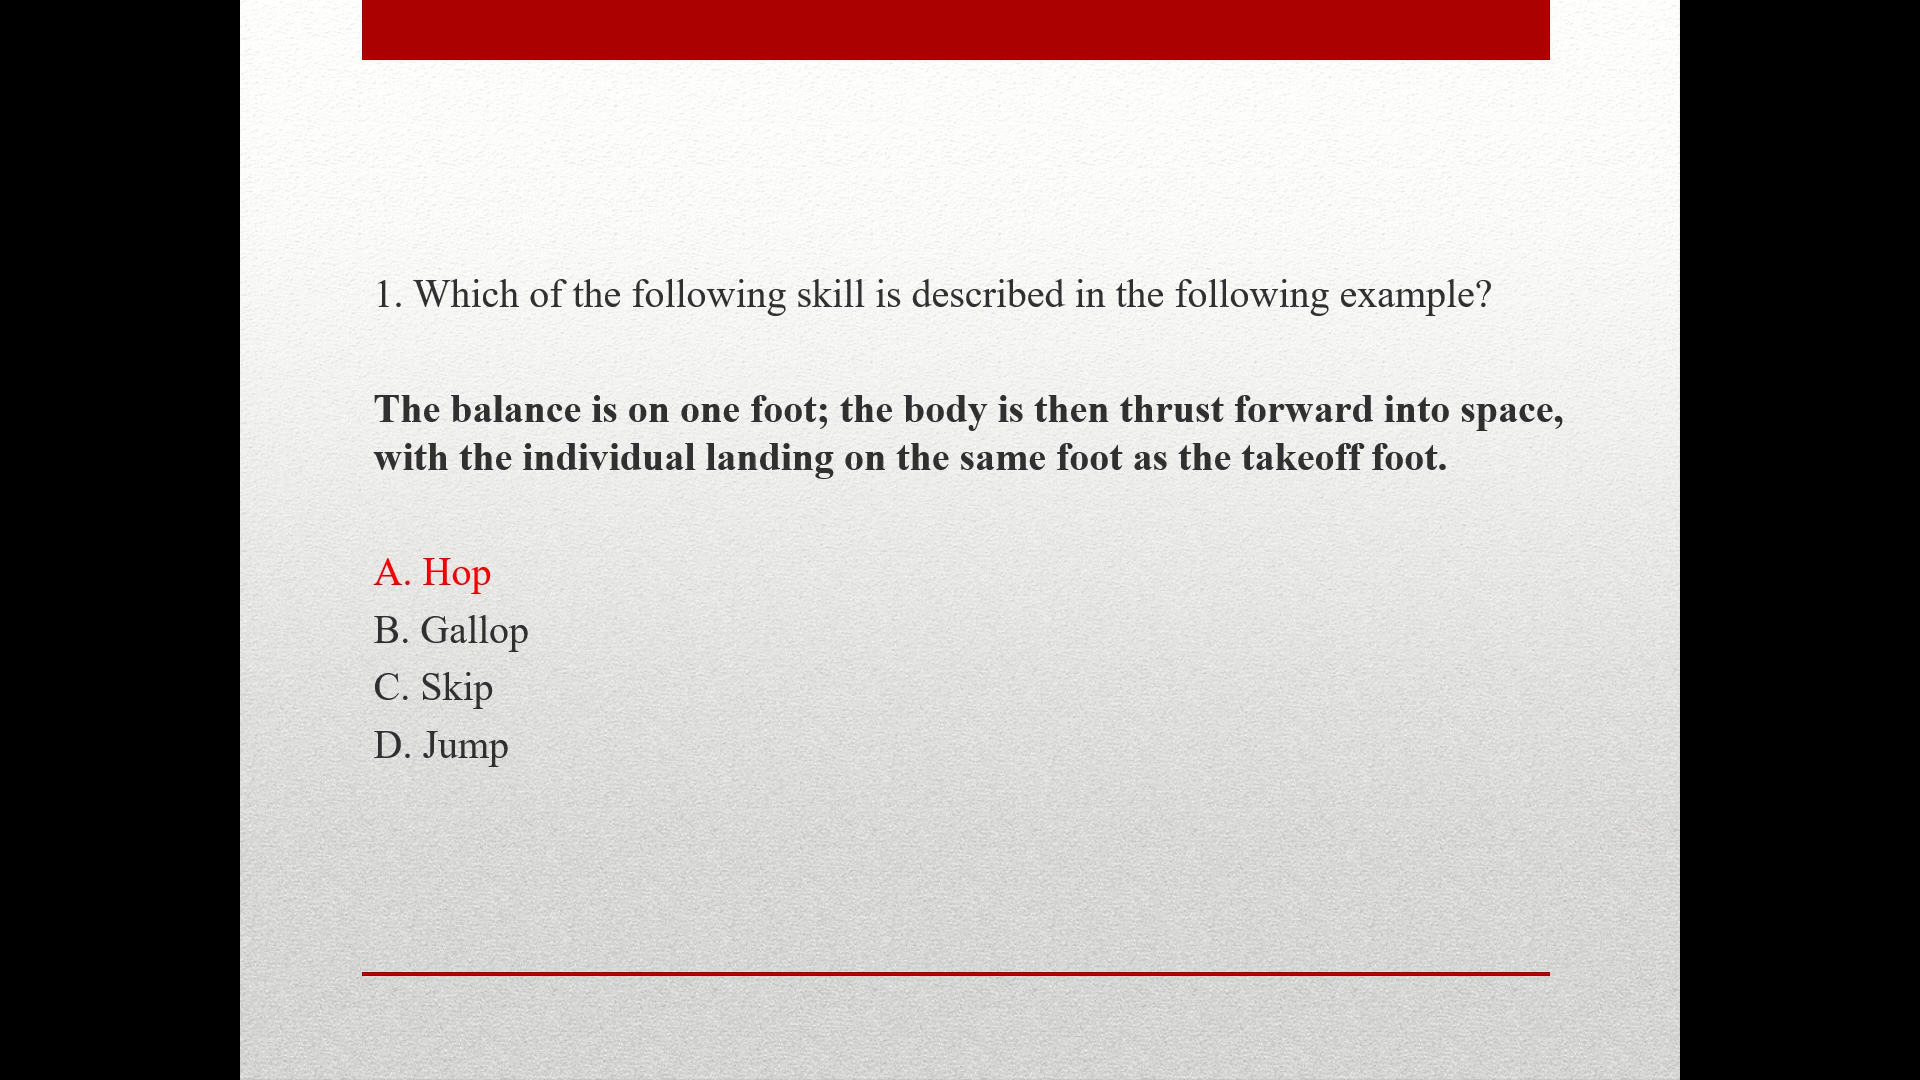 1. Which of the following skill is described in the following example?
The balance is on one foot; the body is then thrust forward into space,
with the individual landing on the same foot as the takeoff foot.
A. Hop
B. Gallop
C. Skip
D. Jump